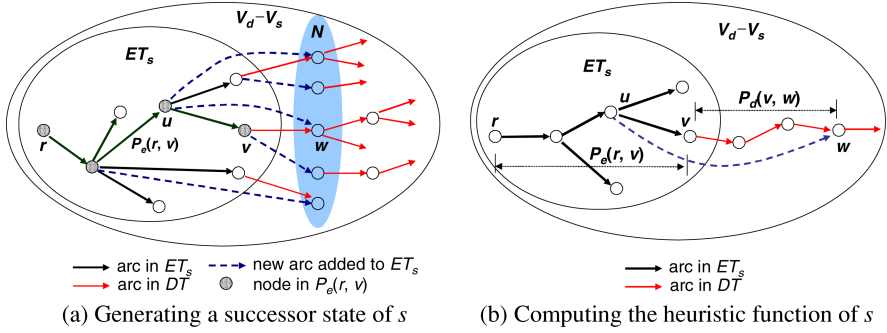 V_d–V_s
N
ET_s
u
r
v
w
P_e(r, v)
arc in ET_s
new arc added to ET_s
arc in DT
node in P_e(r, v)
(a) Generating a successor state of s
V_d–V_s
ET_s
r
u
v
P_d(v, w)
w
P_e(r, v)
arc in ET_s
arc in DT
(b) Computing the heuristic function of s